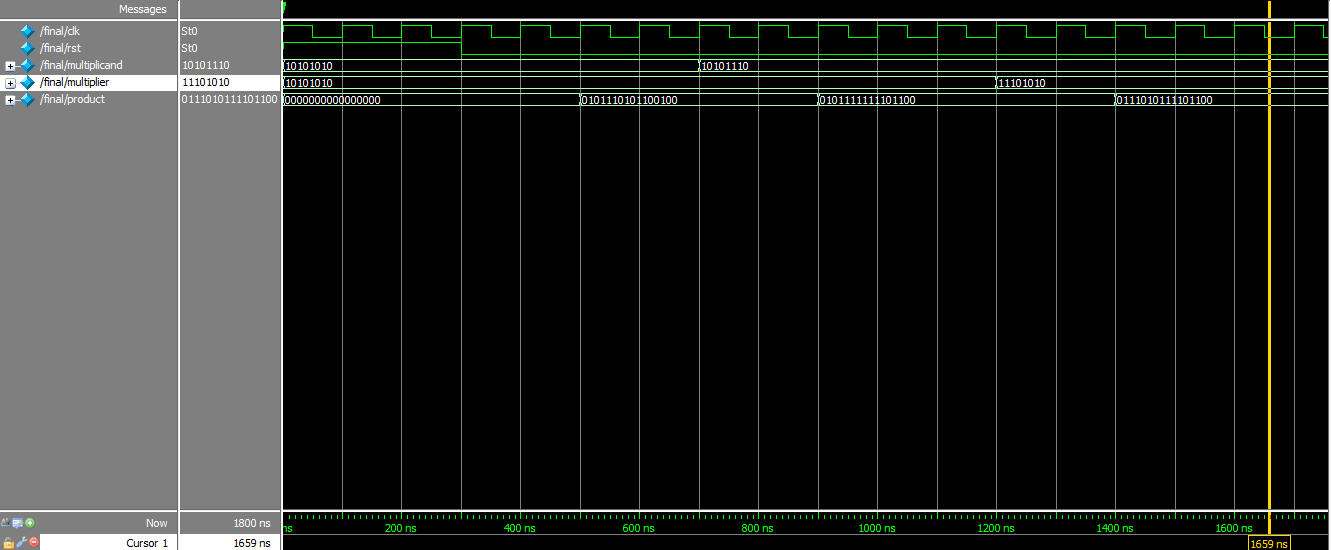 Messages
/final/clk St0
/final/rst St0
/final/multiplicand 10101110 10101010 10101110
/final/multiplier 11101010 10101010 11101010
/final/product 0111010111101100 0000000000000000 0101110101100100 0101111111101100 0111010111101100
Now 1800 ns ns 200 ns 400 ns 600 ns 800 ns 1000 ns 1200 ns 1400 ns 1600 ns
Cursor 1 1659 ns 1659 ns